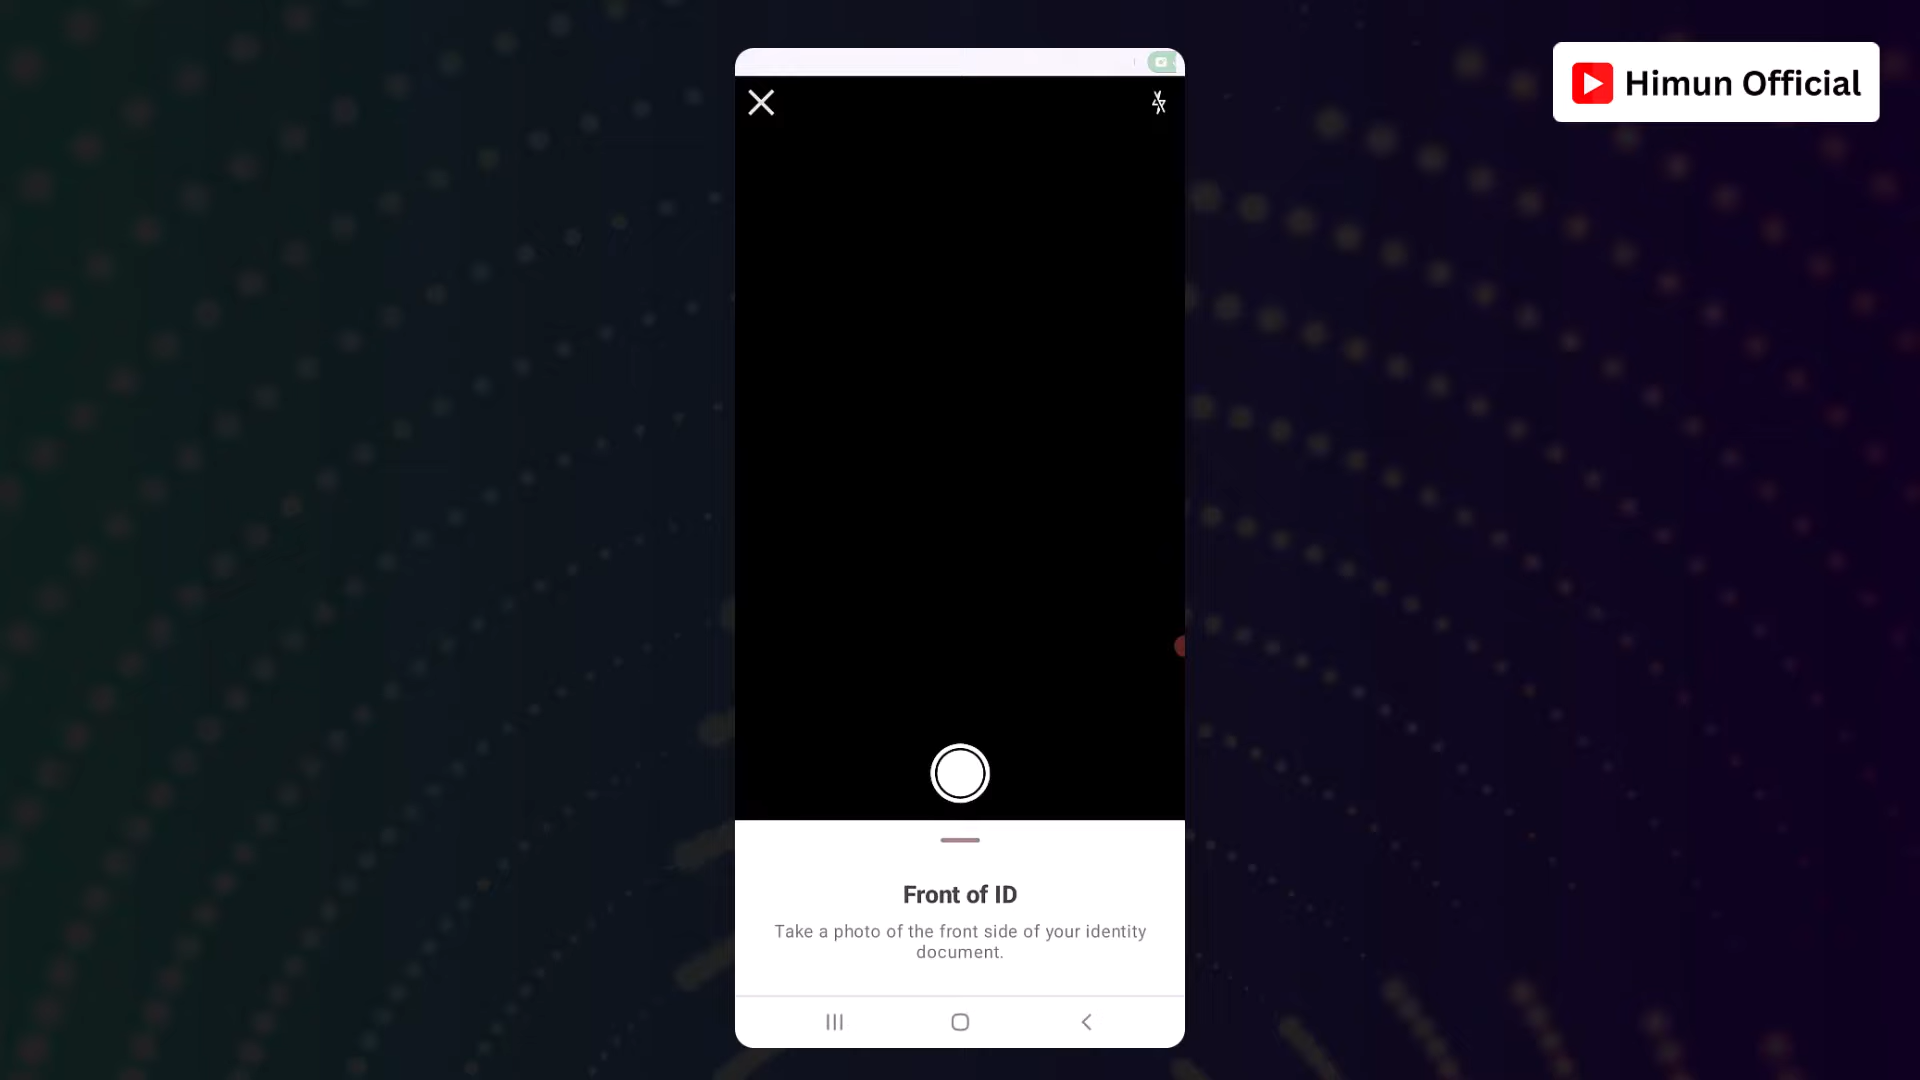 Himun Official
Front of ID
Take a photo of the front side of your identity
document.